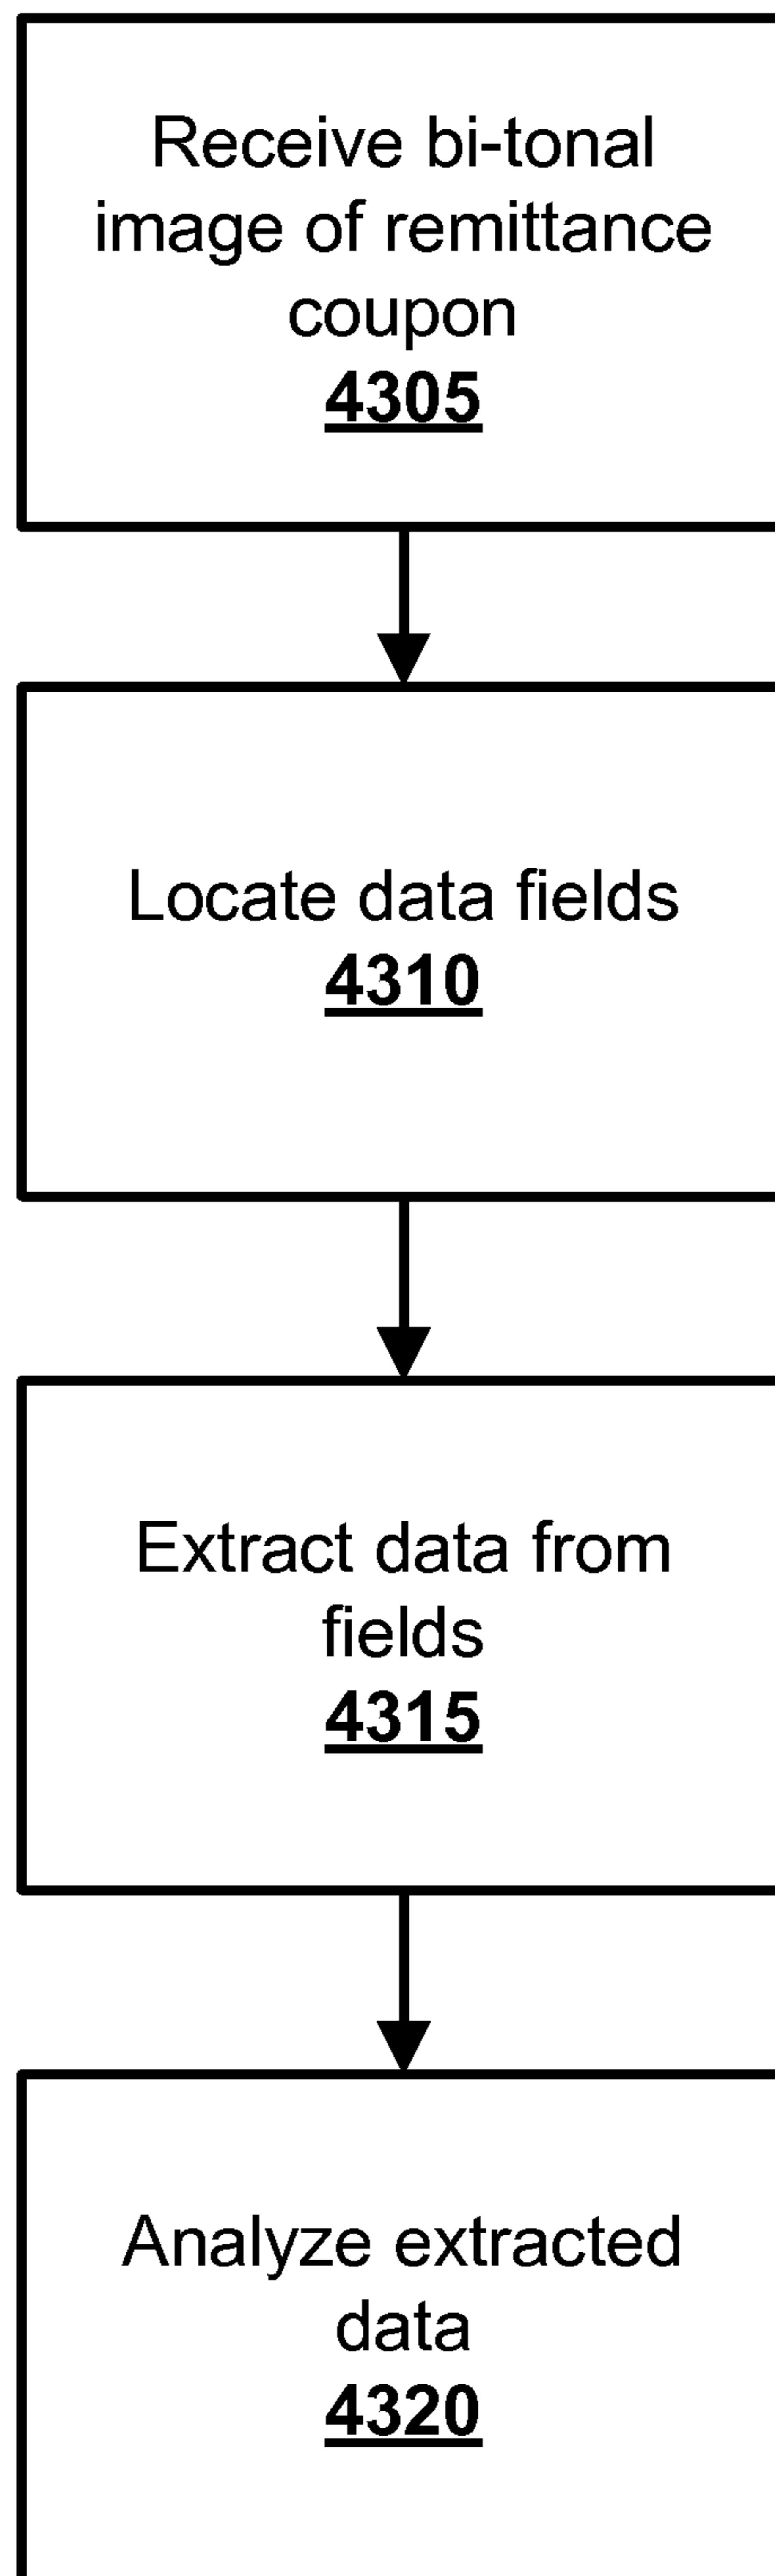 Receive bi-tonal
image of remittance
coupon
4305
Locate data fields
4310
Extract data from
fields
4315
Analyze extracted
data
4320